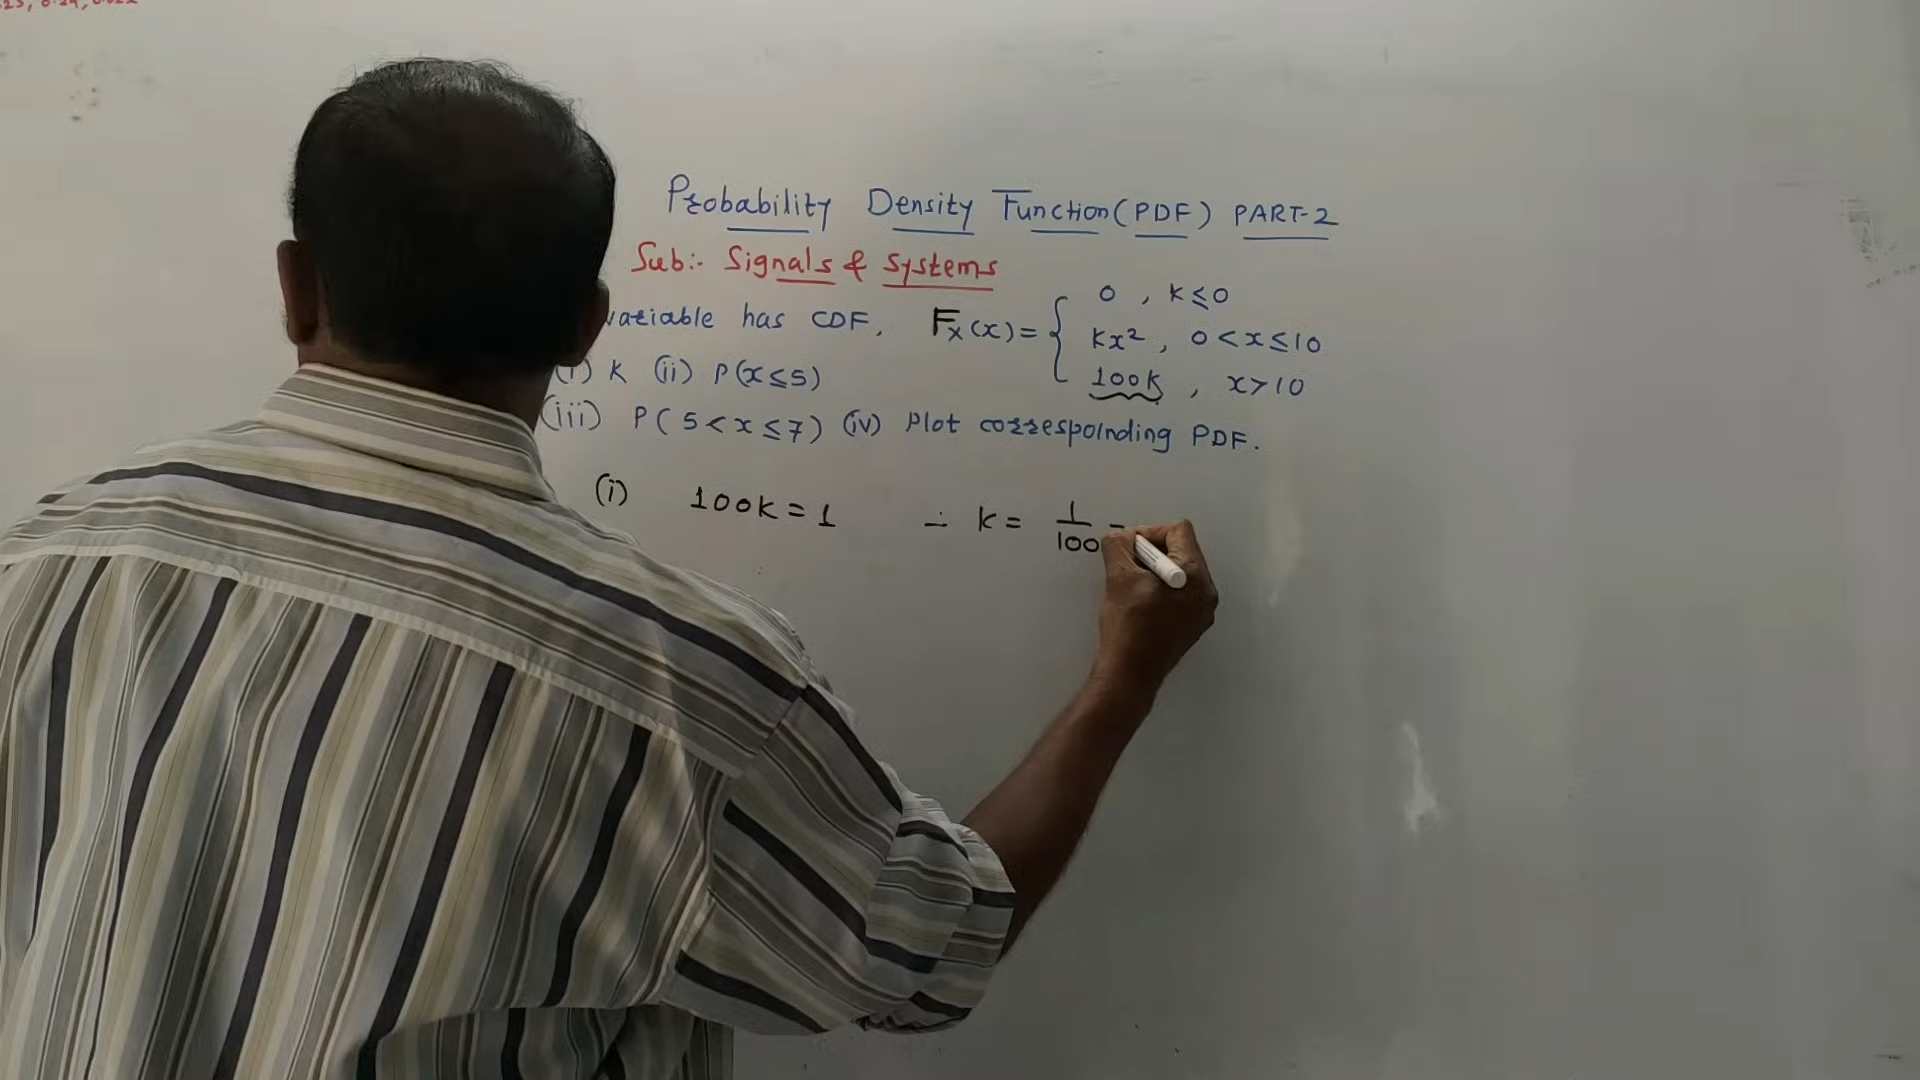 Probability Density Function (PDF) PART-2
Sub:- Signals & Systems
variable has CDF, Fx(x) = { 0 , k ≤ 0
kx² , 0 < x ≤ 10
100k , x > 10
(i) k (ii) P(x ≤ 5)
(iii) P( 5 < x ≤ 7) (iv) Plot correspoinding PDF.
(i) 100k = 1 ∴ k = 1/100 =